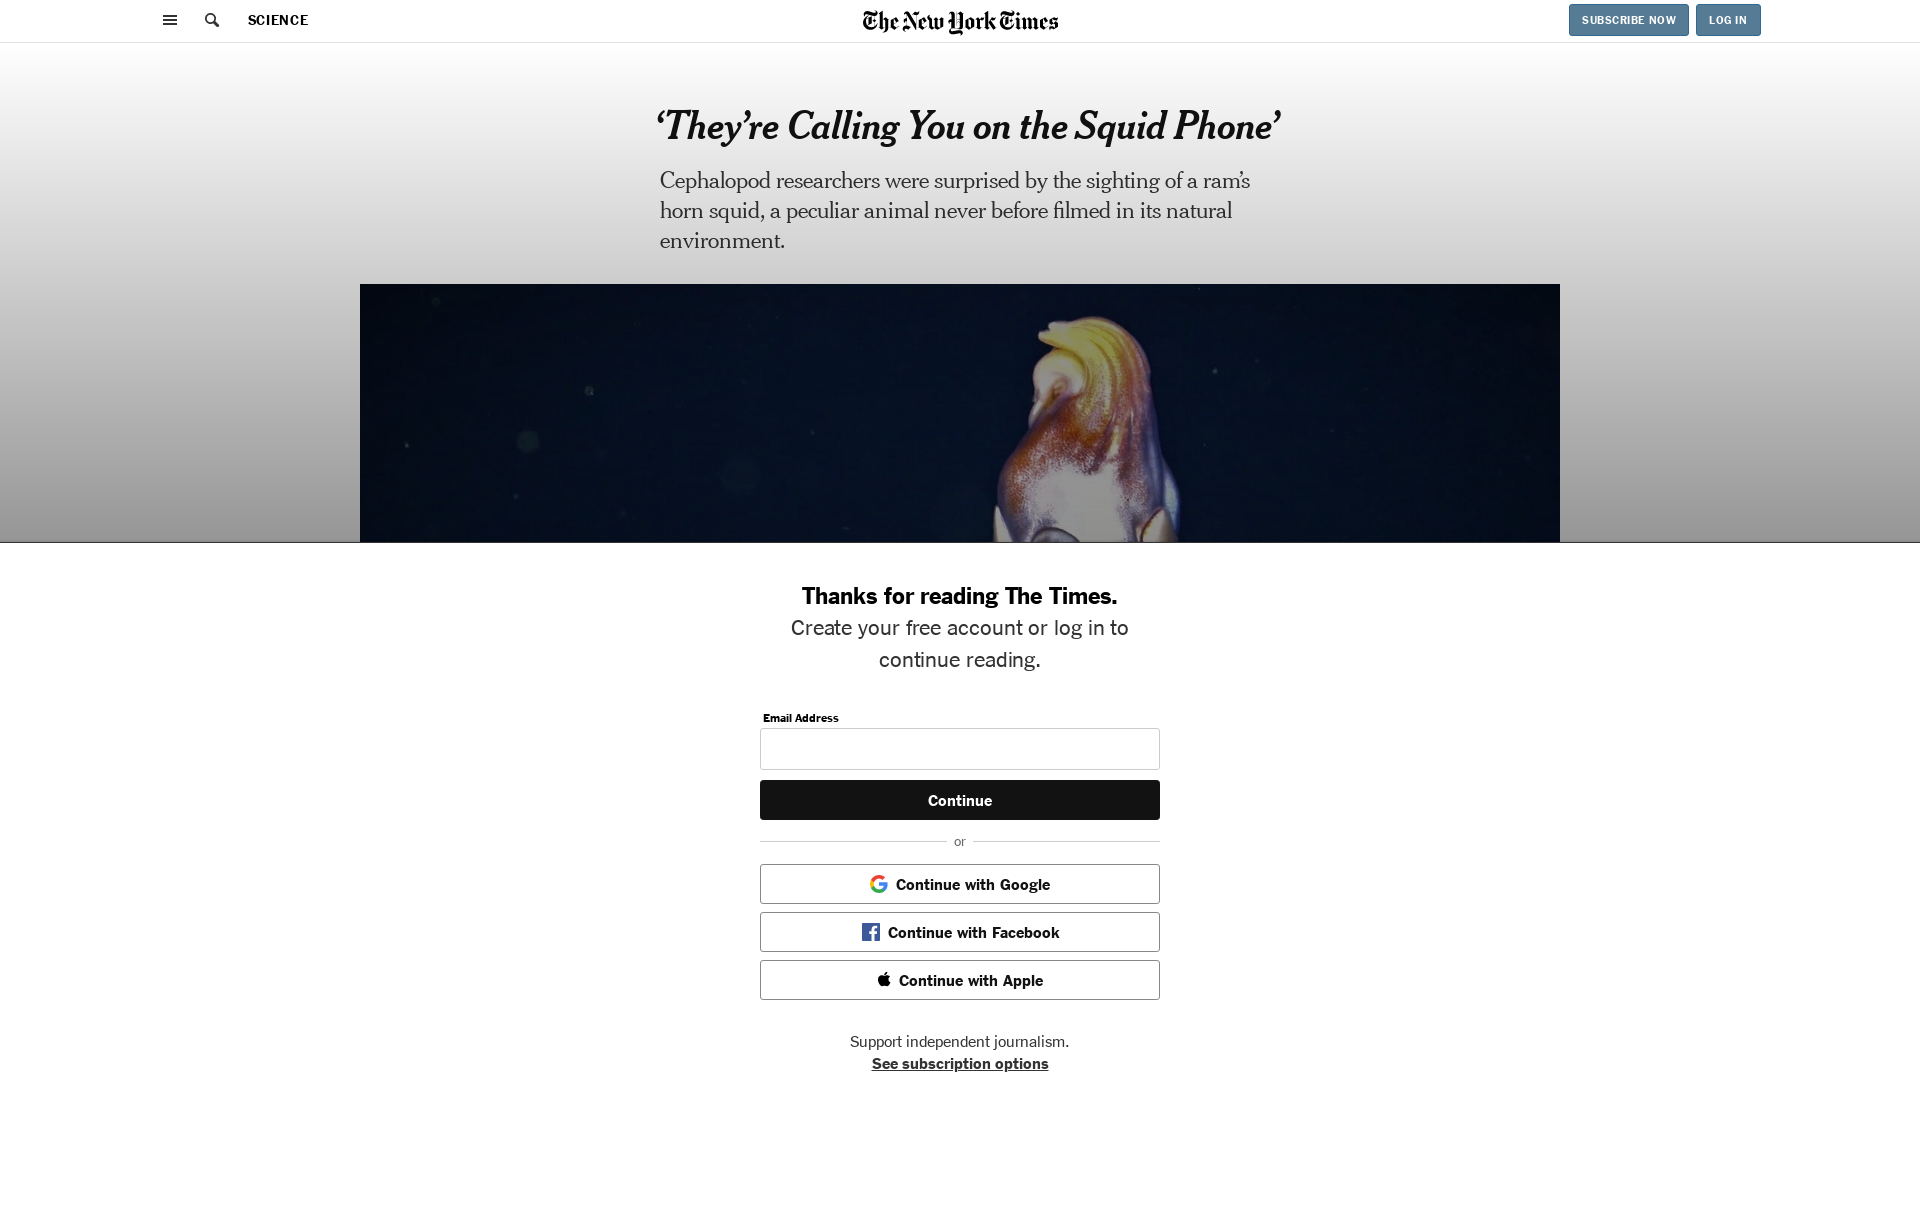 SCIENCE
The New York Times
SUBSCRIBE NOW
LOG IN
‘They’re Calling You on the Squid Phone’
Cephalopod researchers were surprised by the sighting of a ram’s
horn squid, a peculiar animal never before filmed in its natural
environment.
Thanks for reading The Times.
Create your free account or log in to
continue reading.
Email Address
Continue
or
Continue with Google
Continue with Facebook
Continue with Apple
Support independent journalism.
See subscription options